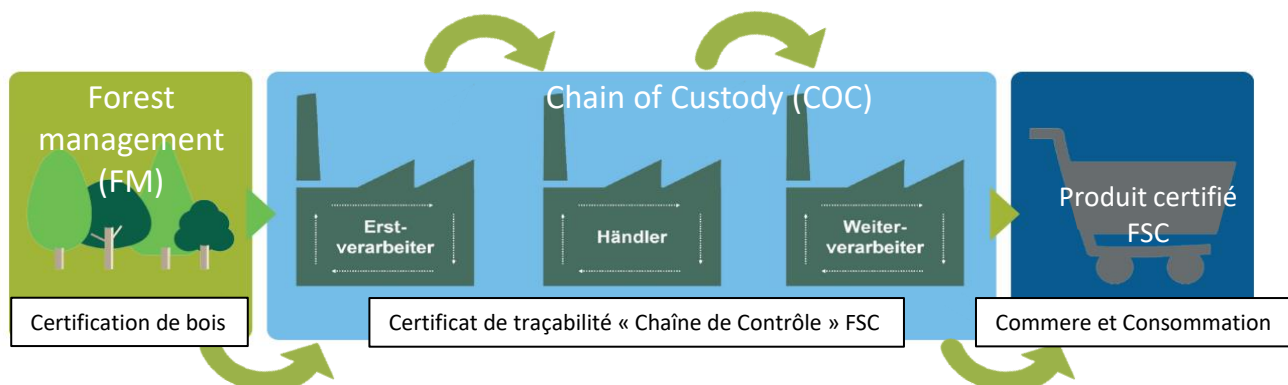 Forest
management
(FM)
Chain of Custody (COC)
Erst-
verarbeiter
Händler
Weiter-
verarbeiter
Produit certifié
FSC
Certification de bois
Certificat de traçabilité « Chaîne de Contrôle » FSC
Commere et Consommation